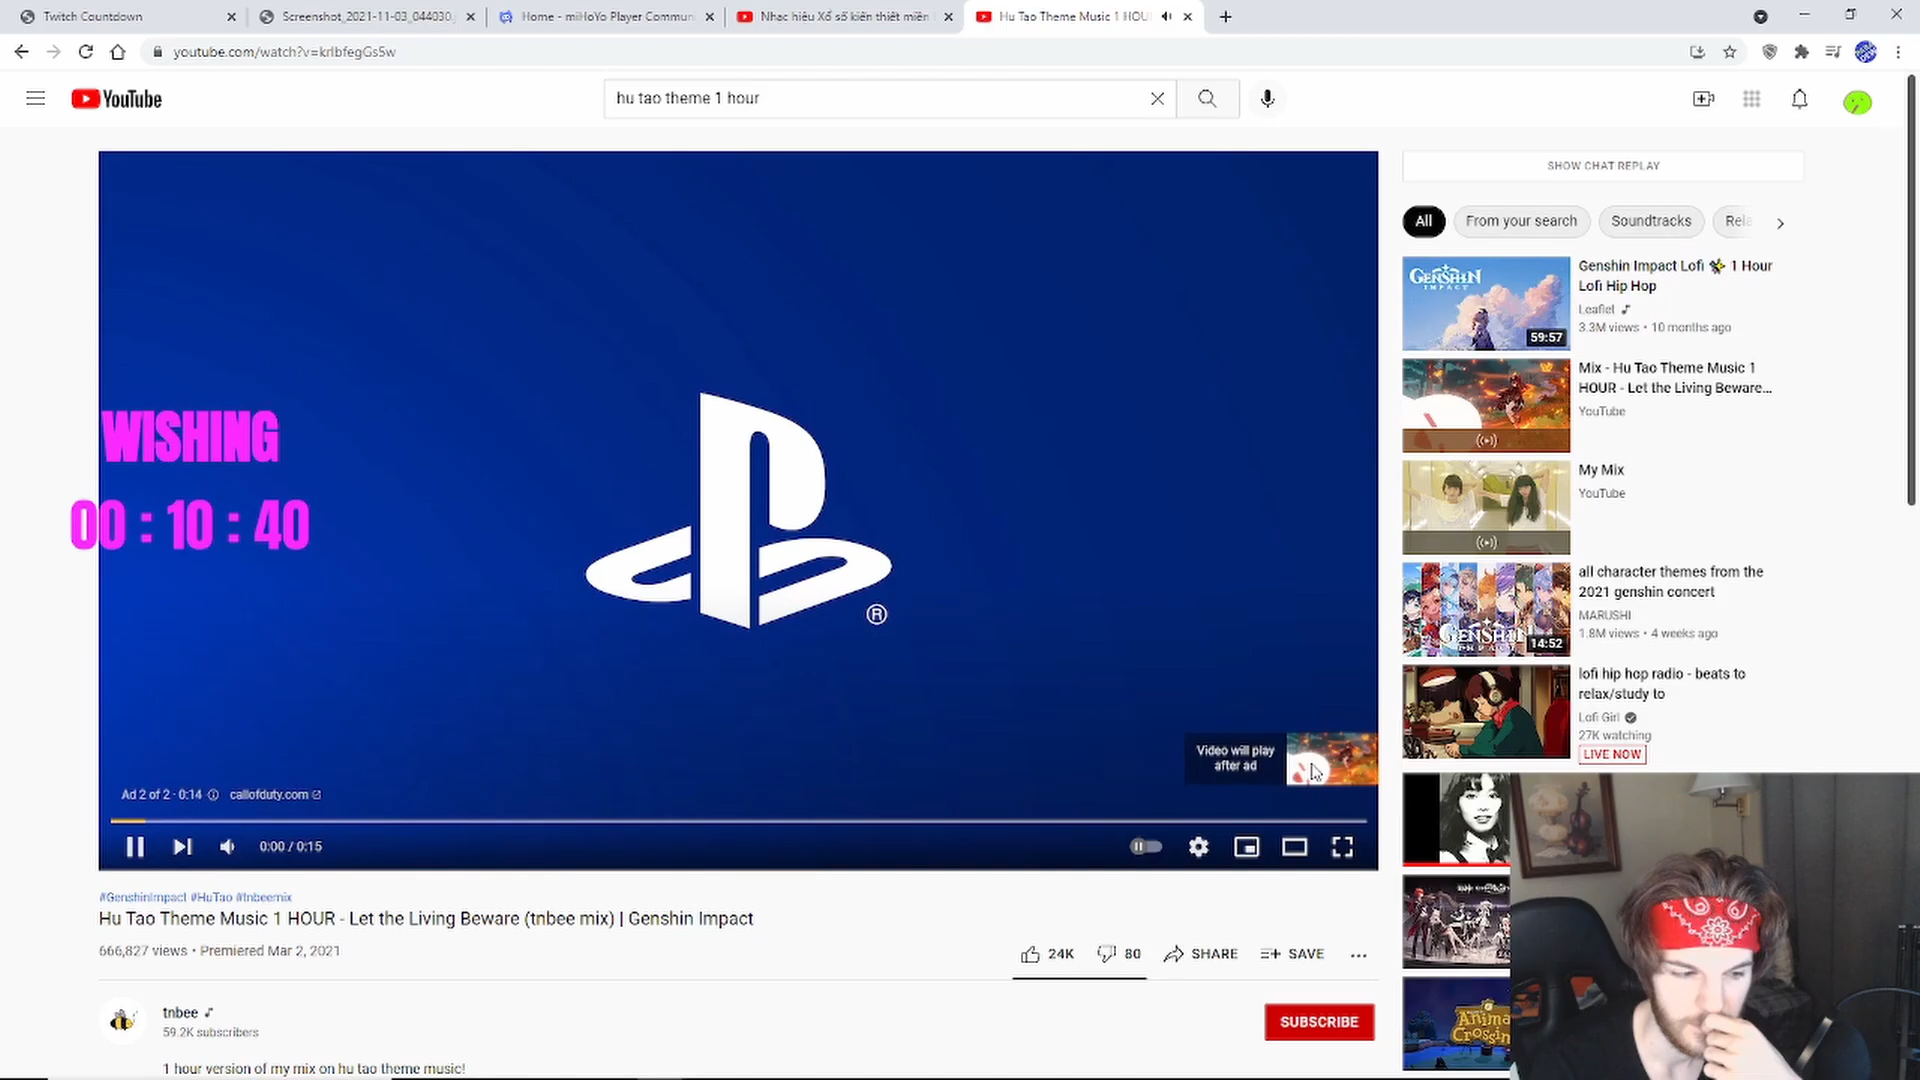 Twitch Countdown
Screenshot_2021-11-03_044030.
Home - miHoYo Player Commun
Nhạc hiệu Xổ số kiến thiết miền
Hu Tao Theme Music 1 HOU
youtube.com/watch?v=krlbfegGs5w
YouTube
hu tao theme 1 hour
SHOW CHAT REPLAY
All
From your search
Soundtracks
Rela
WISHING
00 : 10 : 40
Video will play
after ad
Ad 2 of 2 · 0:14
callofduty.com
0:00 / 0:15
#GenshinImpact #HuTao #tnbeemix
Hu Tao Theme Music 1 HOUR - Let the Living Beware (tnbee mix) | Genshin Impact
666,827 views • Premiered Mar 2, 2021
24K
80
SHARE
SAVE
tnbee
59.2K subscribers
SUBSCRIBE
1 hour version of my mix on hu tao theme music!
GENSHIN
IMPACT
59:57
Genshin Impact Lofi 1 Hour
Lofi Hip Hop
Leaflet
3.3M views • 10 months ago
Mix - Hu Tao Theme Music 1
HOUR - Let the Living Beware...
YouTube
My Mix
YouTube
GENSHIN
14:52
all character themes from the
2021 genshin concert
MARUSHI
1.8M views • 4 weeks ago
lofi hip hop radio - beats to
relax/study to
Lofi Girl
27K watching
LIVE NOW
Anima
Crossin